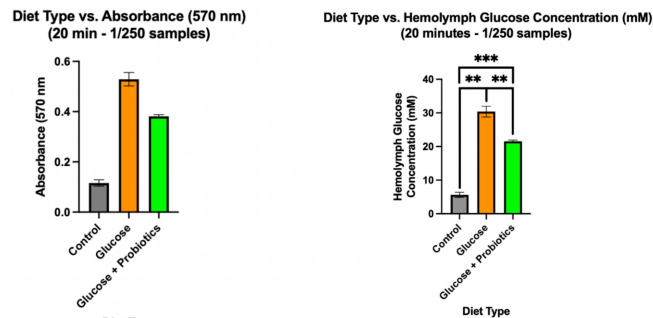 Diet Type vs. Absorbance (570 nm)
(20 min - 1/250 samples)
Absorbance (570 nm
0.6
0.4
0.2
0.0
Control
Glucose
Glucose + Probiotics
Diet Type vs. Hemolymph Glucose Concentration (mM)
(20 minutes - 1/250 samples)
Hemolymph Glucose
Concentration (mM)
***
** **
40
30
20
10
0
Control
Glucose
Glucose + Probiotics
Diet Type